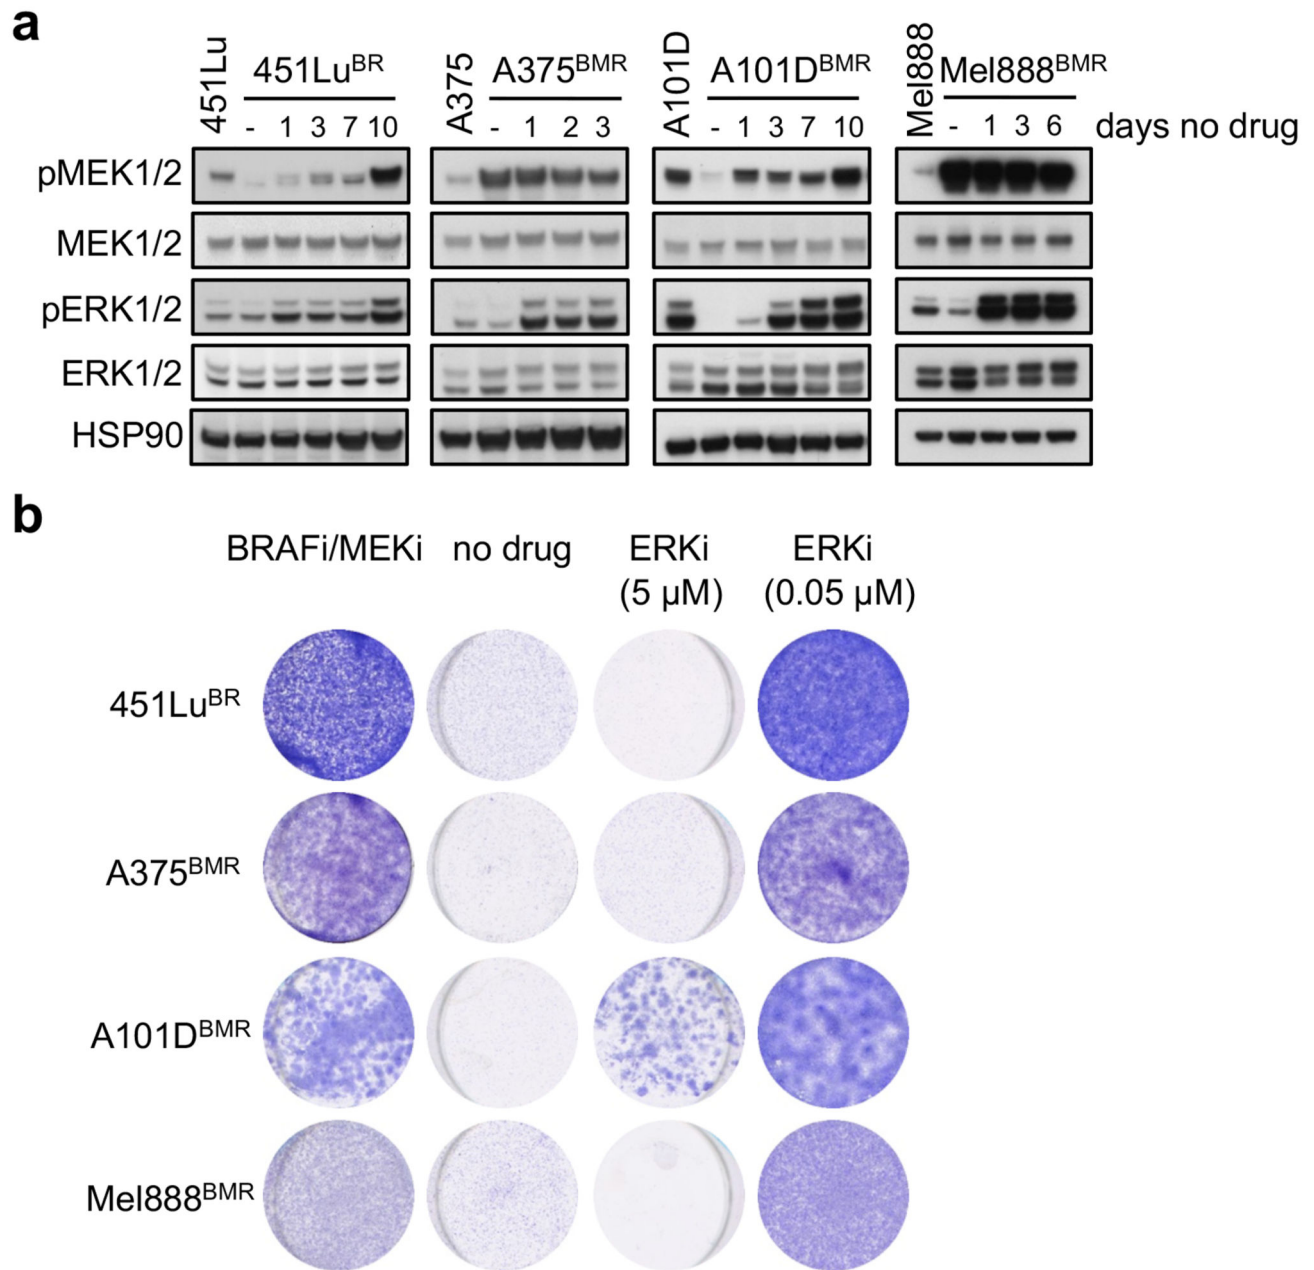 a
451Lu 451Lu^BR A375 A375^BMR A101D A101D^BMR Mel888 Mel888^BMR
- 1 3 7 10 - 1 2 3 - 1 3 7 10 - 1 3 6 days no drug
pMEK1/2
MEK1/2
pERK1/2
ERK1/2
HSP90
b
BRAFi/MEKi no drug ERKi ERKi
(5 µM) (0.05 µM)
451Lu^BR
A375^BMR
A101D^BMR
Mel888^BMR